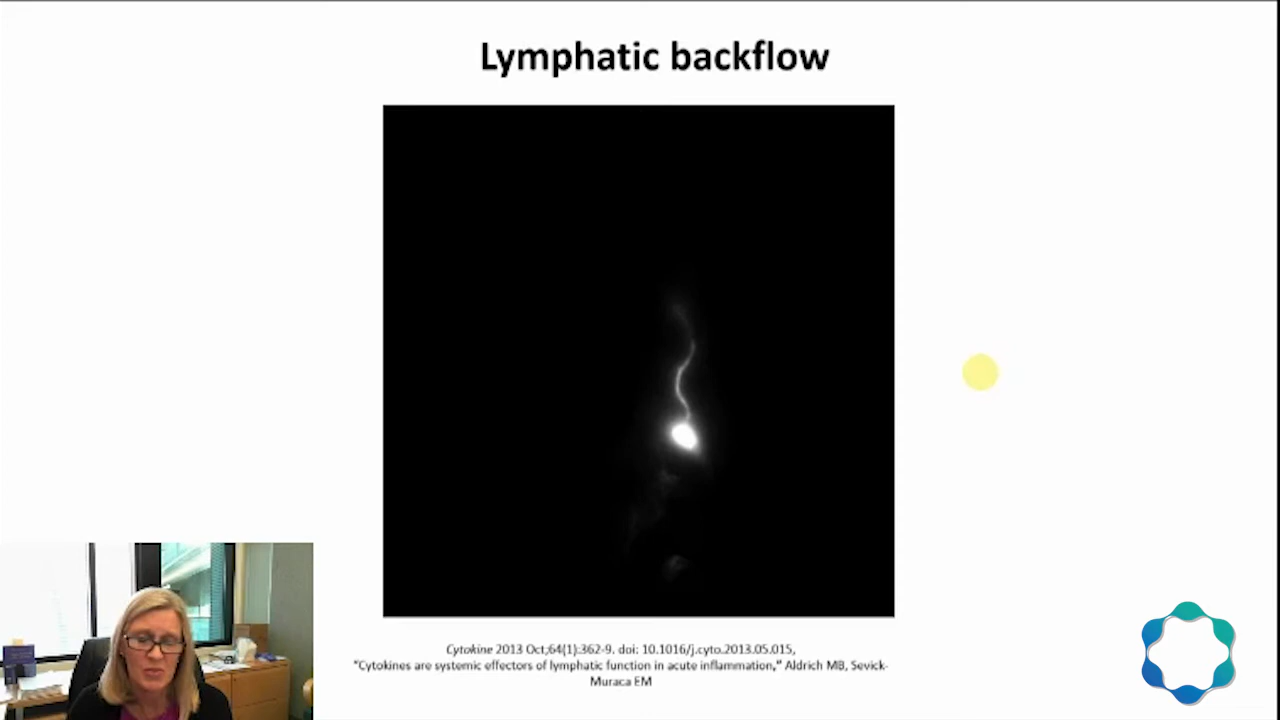 Lymphatic backflow
Cytokine 2013 Oct;64(1):362-9. doi: 10.1016/j.cyto.2013.05.015,
"Cytokines are systemic effectors of lymphatic function in acute inflammation,” Aldrich MB, Sevick-
Muraca EM